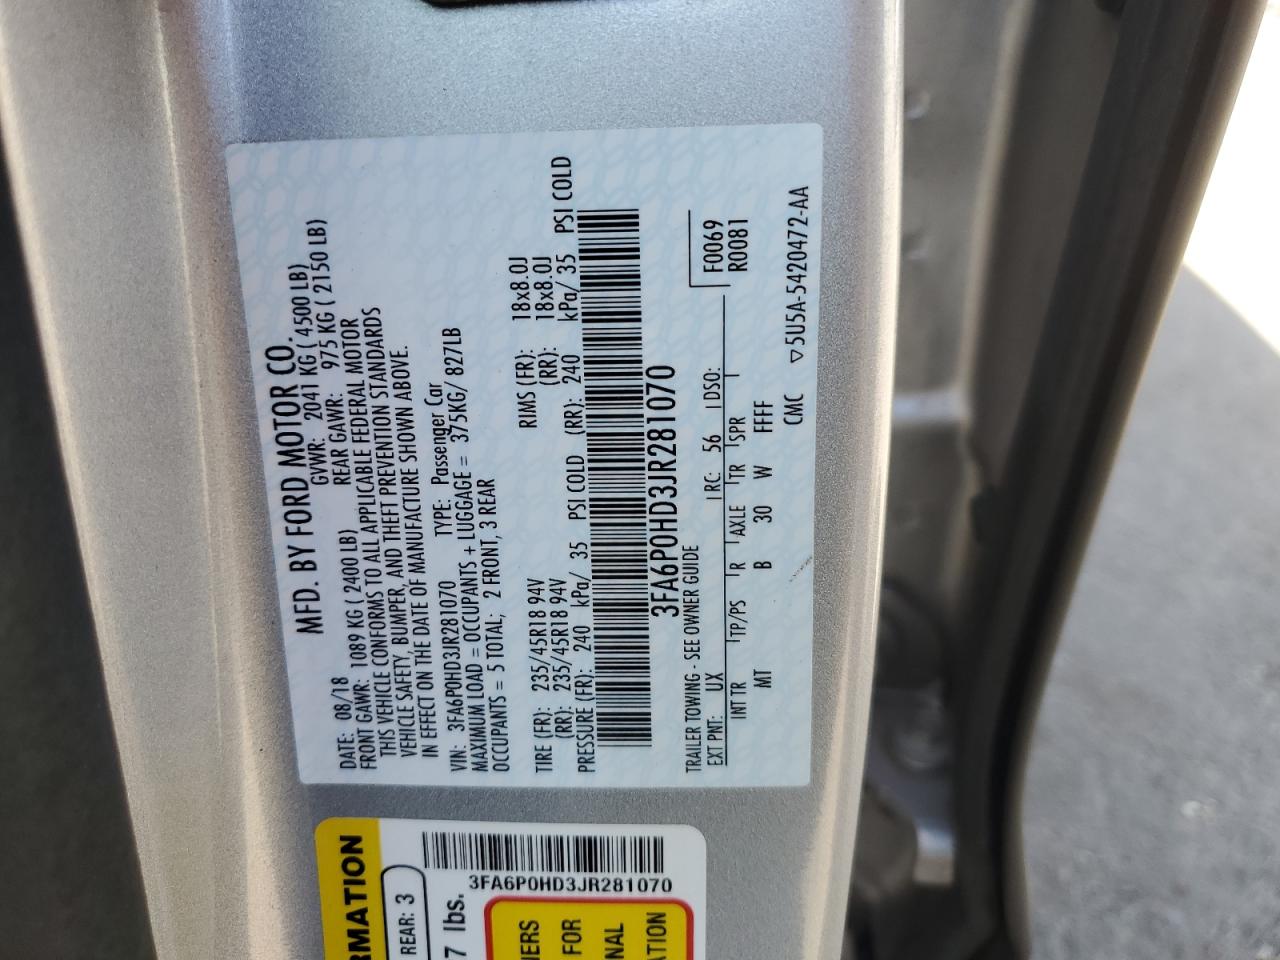 MFD. BY FORD MOTOR CO.
DATE: 08/18 GVWR: 2041 KG ( 4500 LB)
FRONT GAWR: 1089 KG ( 2400 LB) REAR GAWR: 975 KG ( 2150 LB)
THIS VEHICLE CONFORMS TO ALL APPLICABLE FEDERAL MOTOR
VEHICLE SAFETY, BUMPER, AND THEFT PREVENTION STANDARDS
IN EFFECT ON THE DATE OF MANUFACTURE SHOWN ABOVE.
VIN: 3FA6P0HD3JR281070 TYPE: Passenger Car
MAXIMUM LOAD = OCCUPANTS + LUGGAGE = 375KG/ 827LB
OCCUPANTS = 5 TOTAL; 2 FRONT, 3 REAR
TIRE (FR): 235/45R18 94V RIMS (FR): 18x8.0J
(RR): 235/45R18 94V (RR): 18x8.0J
PRESSURE (FR): 240 kPa/ 35 PSI COLD (RR): 240 kPa/ 35 PSI COLD
3FA6P0HD3JR281070
TRAILER TOWING - SEE OWNER GUIDE
F0069
R0081
EXT PNT: UX RC: 56 DSO:
INT TR TP/PS R AXLE TR SPR
MT B 30 W FFF
CMC ▽5U5A-5420472-AA
RMATION
REAR: 3
7 lbs.
3FA6P0HD3JR281070
NERS
FOR
NAL
ATION